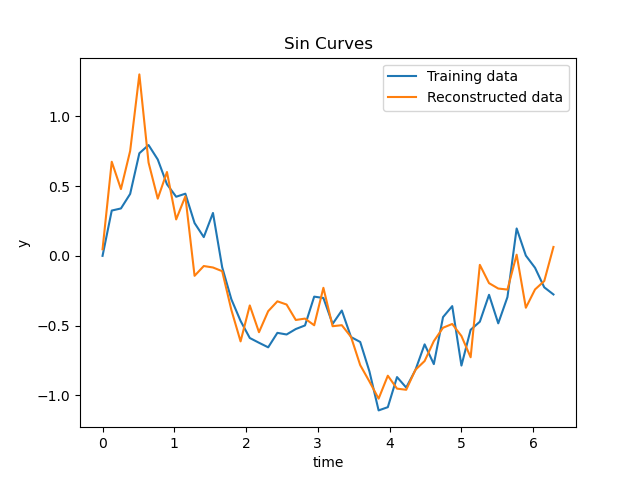 Sin Curves
Training data
Reconstructed data
1.0
0.5
0.0
−0.5
−1.0
y
0 1 2 3 4 5 6
time